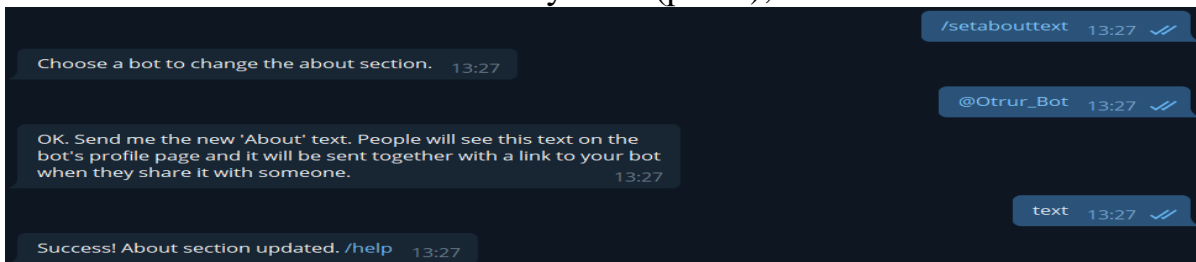 /setabouttext 13:27
Choose a bot to change the about section. 13:27
@Otrur_Bot 13:27
OK. Send me the new 'About' text. People will see this text on the
bot's profile page and it will be sent together with a link to your bot
when they share it with someone. 13:27
text 13:27
Success! About section updated. /help 13:27